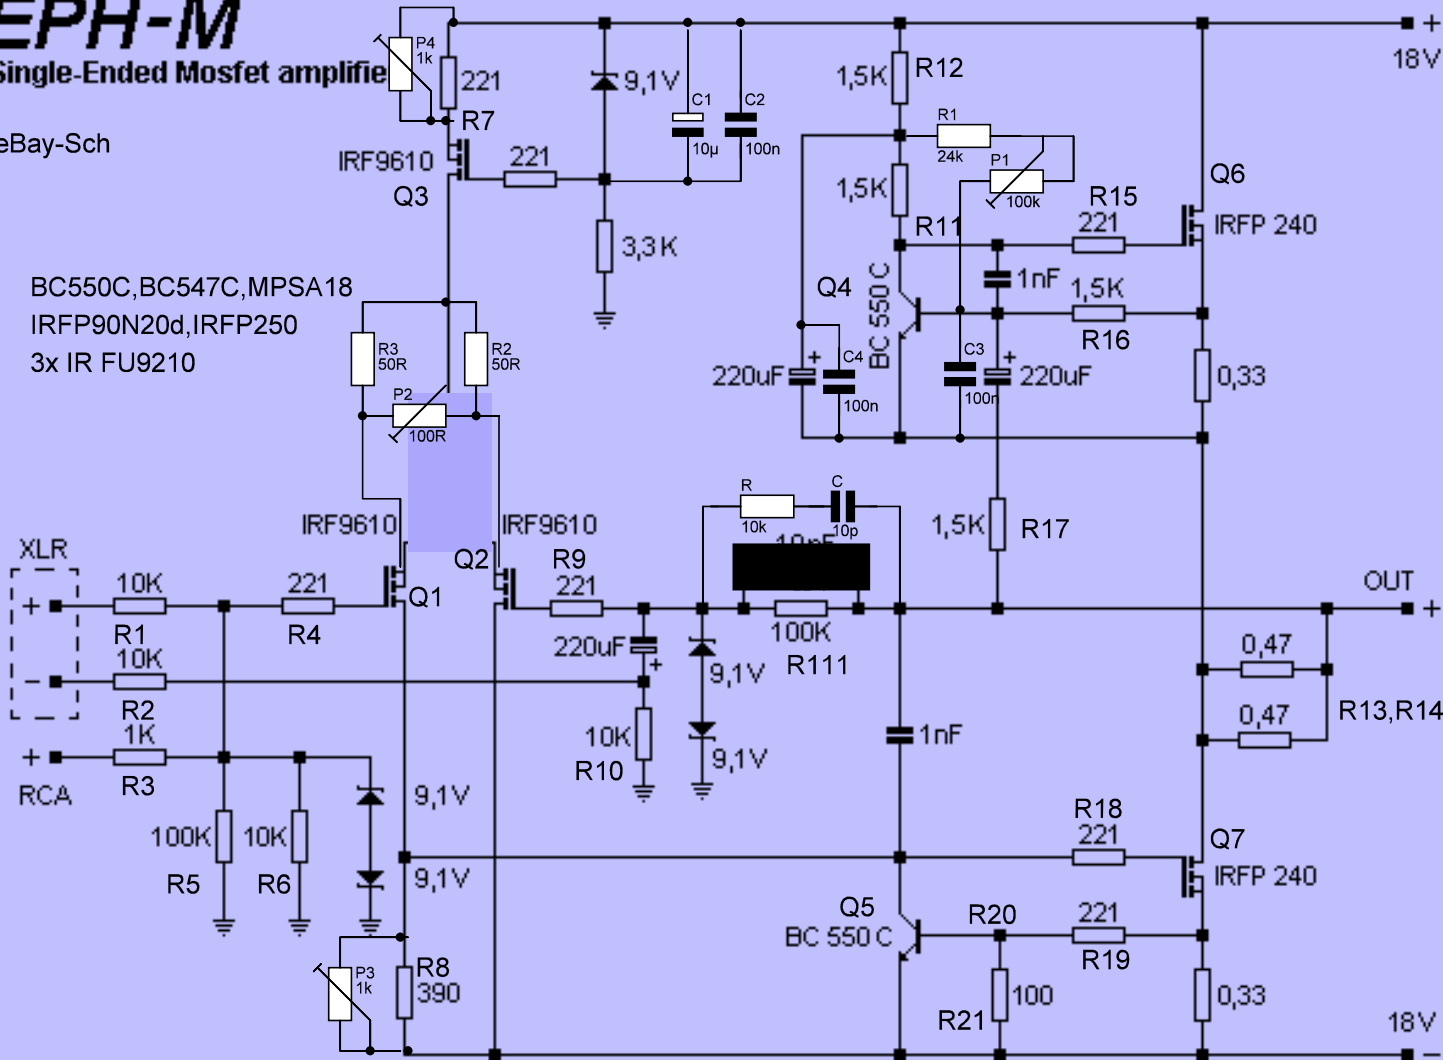 EPH-M
Single-Ended Mosfet amplifie
eBay-Sch
P4
1k
221
R7
IRF9610
Q3
221
9,1V
C1
10µ
C2
100n
3,3K
1,5K
R12
R1
24k
P1
100k
1,5K
R11
R15
221
Q6
IRFP 240
18V
+
BC550C,BC547C,MPSA18
IRFP90N20d,IRFP250
3x IR FU9210
Q4
BC 550 C
1nF
1,5K
R16
R3
50R
R2
50R
P2
100R
220uF
+
C4
100n
C3
100n
+
220uF
0,33
IRF9610
IRF9610
R
10k
C
10p
1,5K
R17
XLR
10K
221
Q1
Q2
R9
221
100K
R111
OUT
+
+
R1
R4
10K
−
R2
220uF
+
9,1V
0,47
0,47
R13,R14
1K
+
R3
RCA
10K
R10
9,1V
1nF
100K
R5
10K
R6
9,1V
9,1V
R18
221
Q7
IRFP 240
Q5
BC 550 C
R20
221
R19
P3
1k
R8
390
R21
100
0,33
18V
−